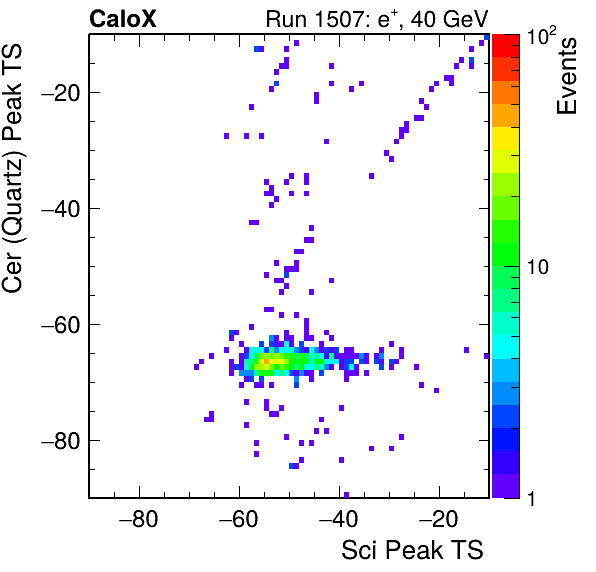 CaloX Run 1507: e⁺, 40 GeV
Cer (Quartz) Peak TS
−20
−40
−60
−80
−80 −60 −40 −20
Sci Peak TS
10²
10
1
Events